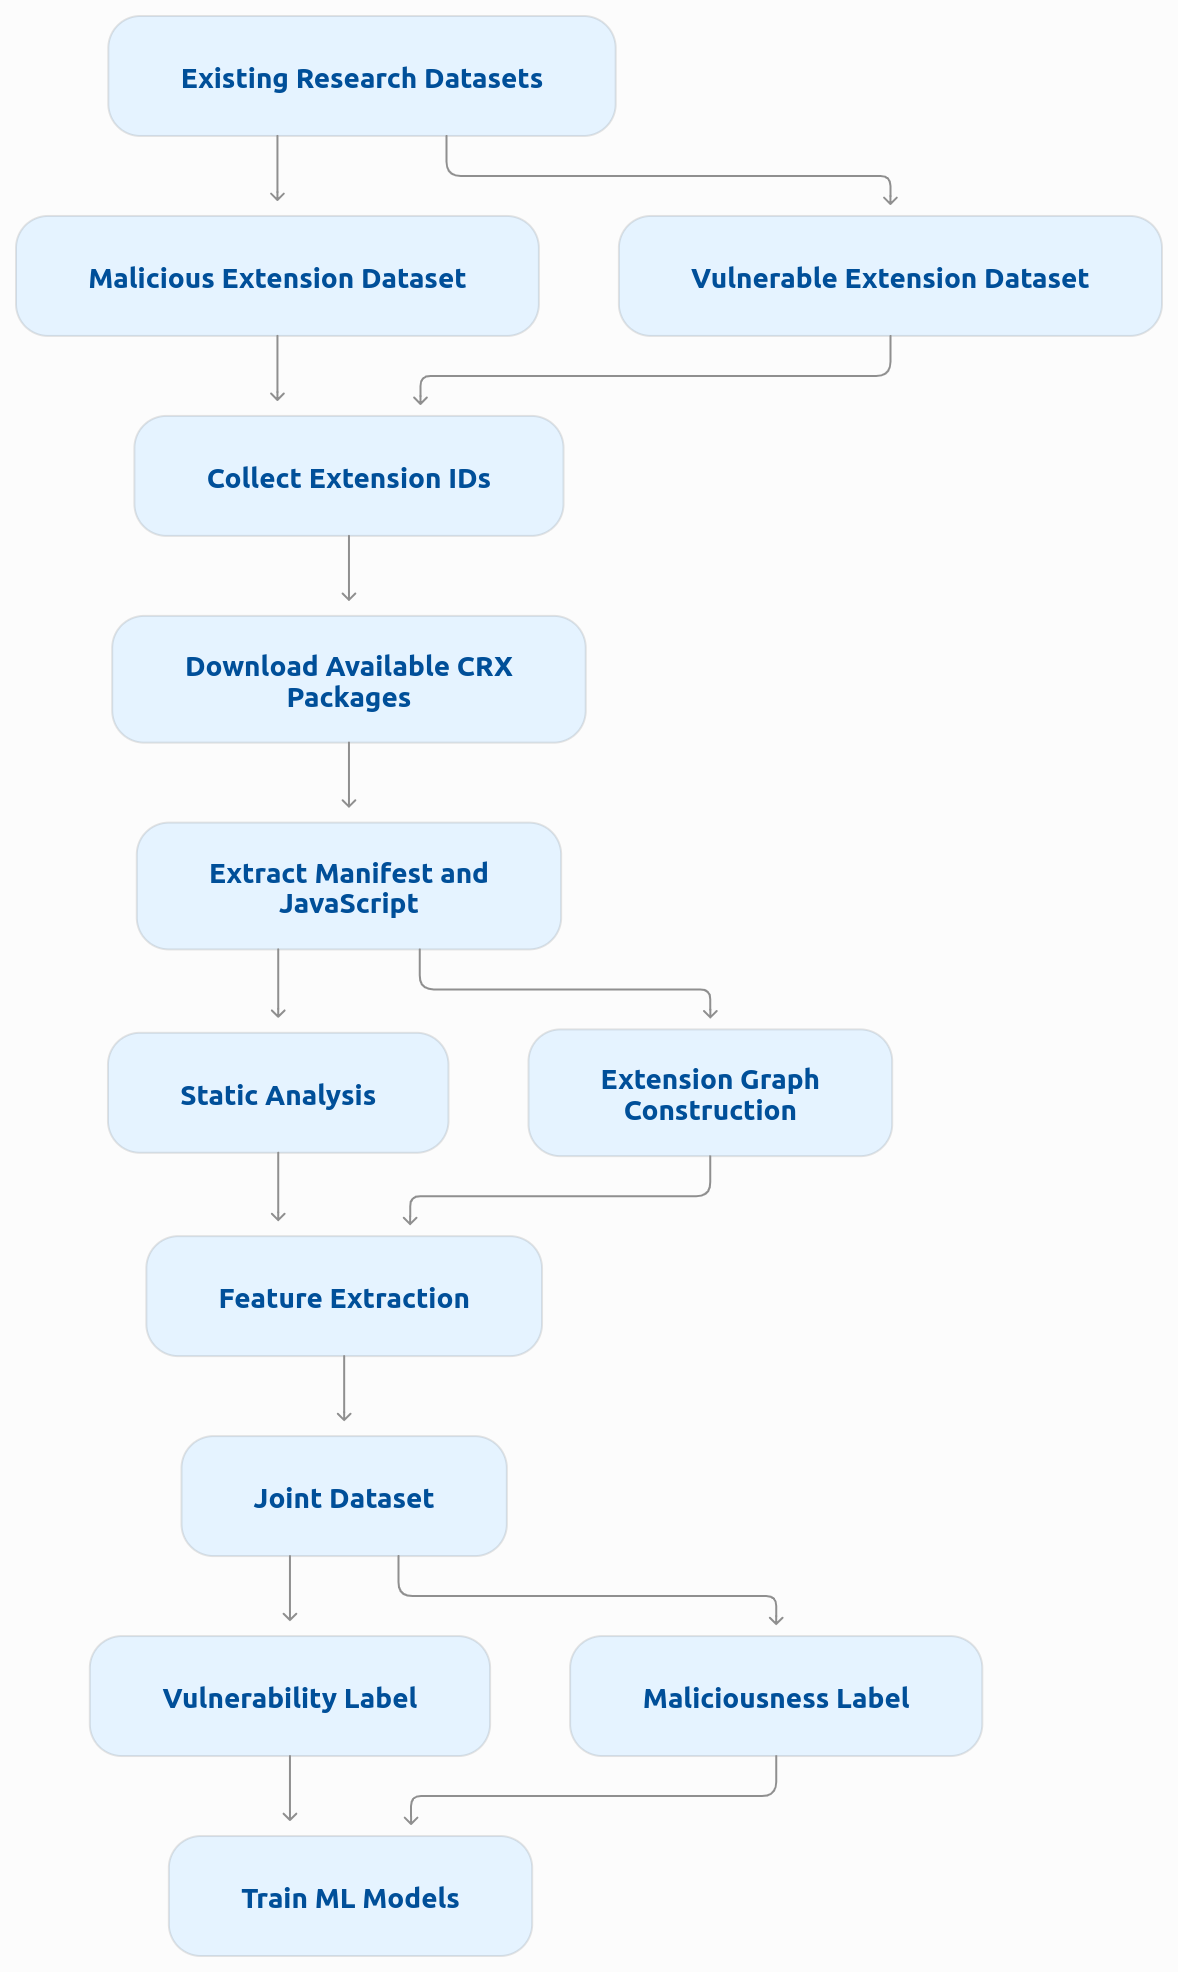 Existing Research Datasets
Malicious Extension Dataset
Vulnerable Extension Dataset
Collect Extension IDs
Download Available CRX
Packages
Extract Manifest and
JavaScript
Static Analysis
Extension Graph
Construction
Feature Extraction
Joint Dataset
Vulnerability Label
Maliciousness Label
Train ML Models